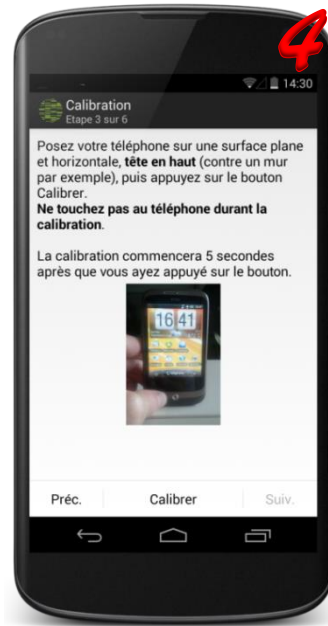 4
14:30
Calibration
Etape 3 sur 6
Posez votre téléphone sur une surface plane
et horizontale, tête en haut (contre un mur
par exemple), puis appuyez sur le bouton
Calibrer.
Ne touchez pas au téléphone durant la
calibration.
La calibration commencera 5 secondes
après que vous ayez appuyé sur le bouton.
16 41
Préc.
Calibrer
Suiv.